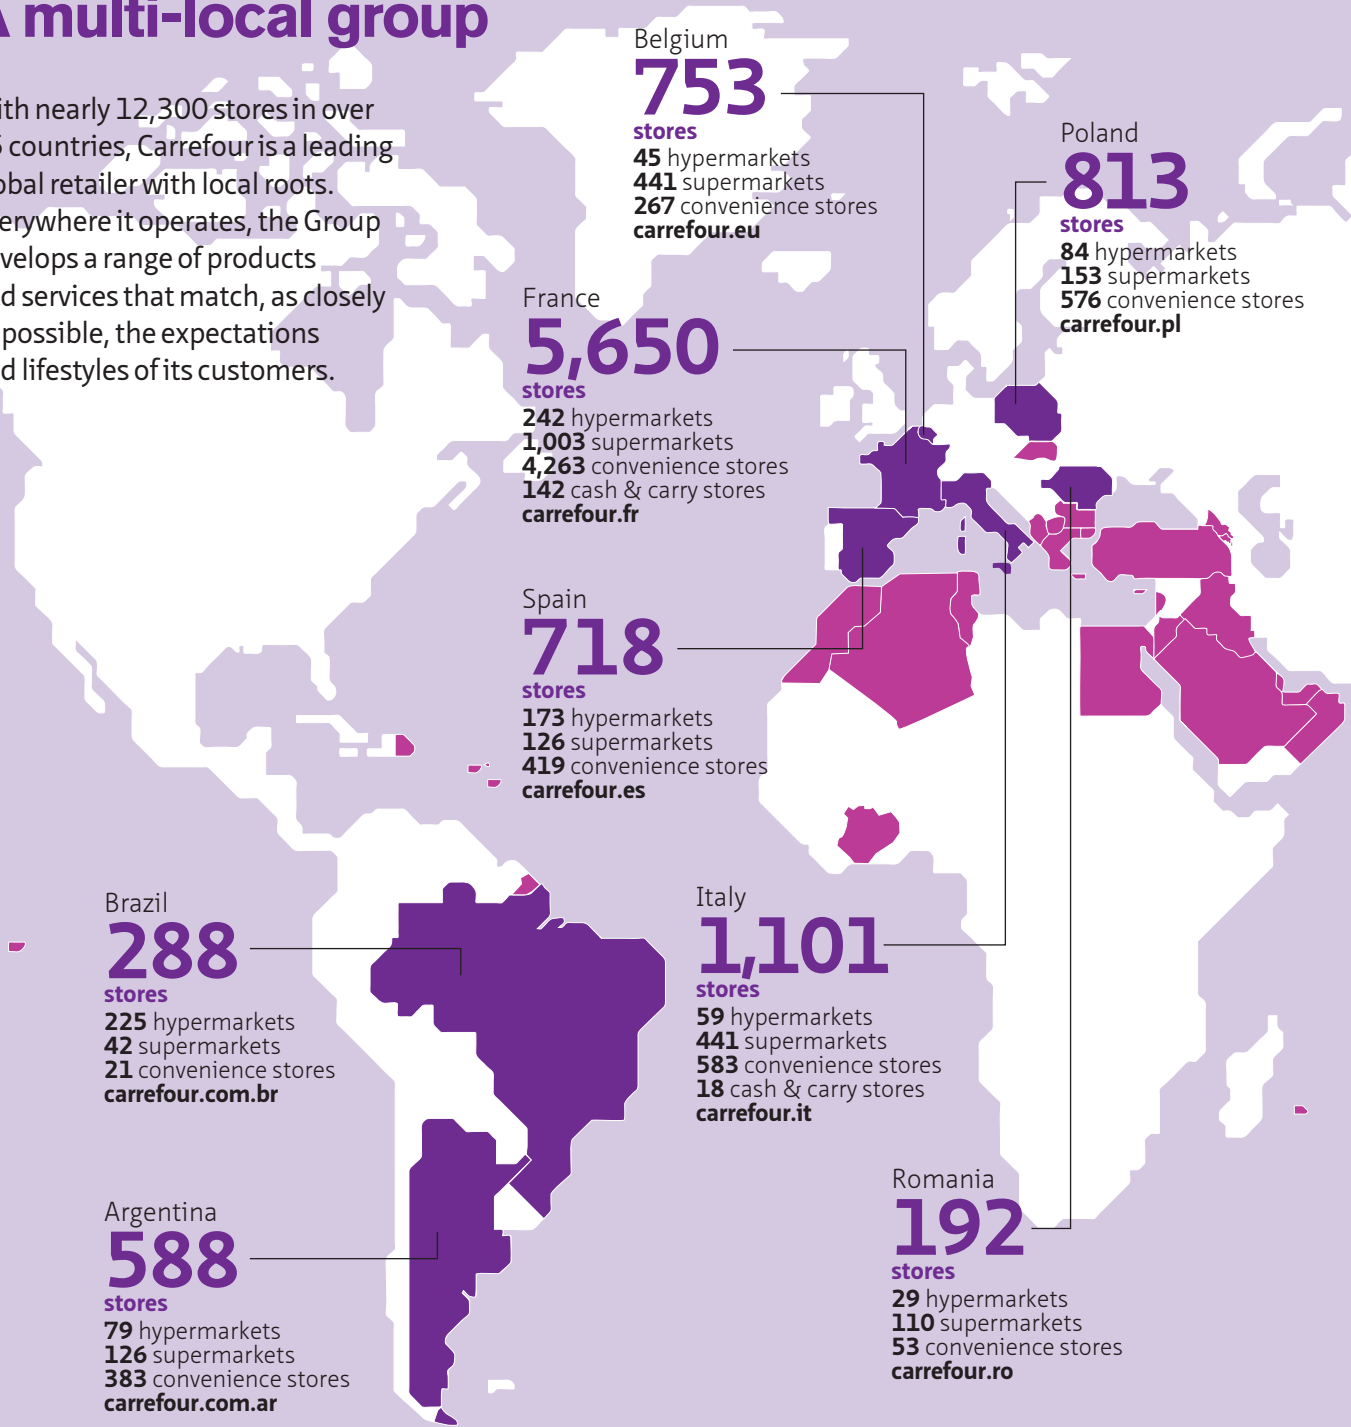 A multi-local group
ith nearly 12,300 stores in over
countries, Carrefour is a leading
obal retailer with local roots.
erywhere it operates, the Group
velops a range of products
d services that match, as closely
possible, the expectations
d lifestyles of its customers.
Belgium
753
stores
45 hypermarkets
441 supermarkets
267 convenience stores
carrefour.eu
Poland
813
stores
84 hypermarkets
153 supermarkets
576 convenience stores
carrefour.pl
France
5,650
stores
242 hypermarkets
1,003 supermarkets
4,263 convenience stores
142 cash & carry stores
carrefour.fr
Spain
718
stores
173 hypermarkets
126 supermarkets
419 convenience stores
carrefour.es
Brazil
288
stores
225 hypermarkets
42 supermarkets
21 convenience stores
carrefour.com.br
Italy
1,101
stores
59 hypermarkets
441 supermarkets
583 convenience stores
18 cash & carry stores
carrefour.it
Argentina
588
stores
79 hypermarkets
126 supermarkets
383 convenience stores
carrefour.com.ar
Romania
192
stores
29 hypermarkets
110 supermarkets
53 convenience stores
carrefour.ro